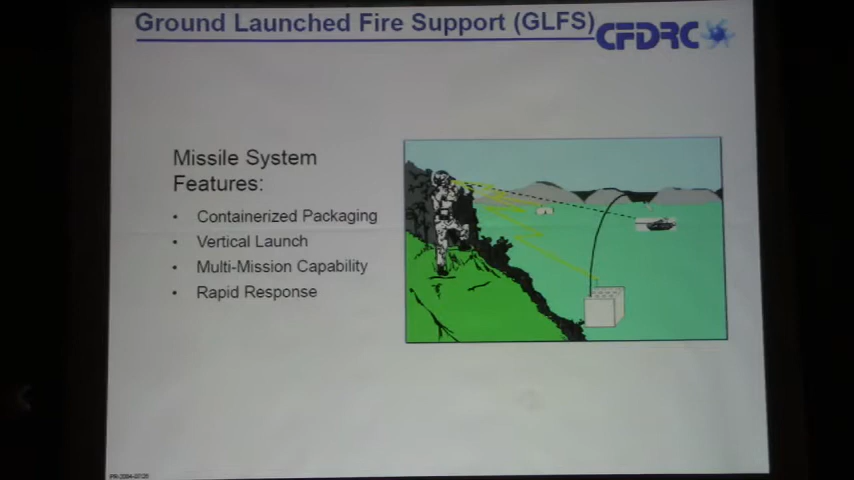 Ground Launched Fire Support (GLFS)
CFDRC
Missile System
Features:
• Containerized Packaging
• Vertical Launch
• Multi-Mission Capability
• Rapid Response